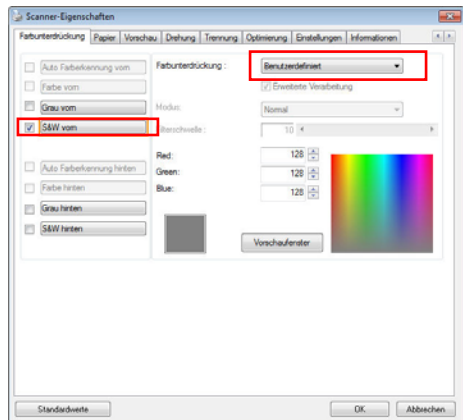 Scanner-Eigenschaften
Farbunterdrückung Papier Vorschau Drehung Trennung Optimierung Einstellungen Informationen
Auto Farberkennung vorn
Farbe vorn
Grau vorn
S&W vorn
Auto Farberkennung hinten
Farbe hinten
Grau hinten
S&W hinten
Farbunterdrückung :
Benutzerdefiniert
Erweiterte Verarbeitung
Modus:
Normal
10
Red:
128
Green:
128
Blue:
128
Vorschaufenster
Standardwerte
OK
Abbrechen